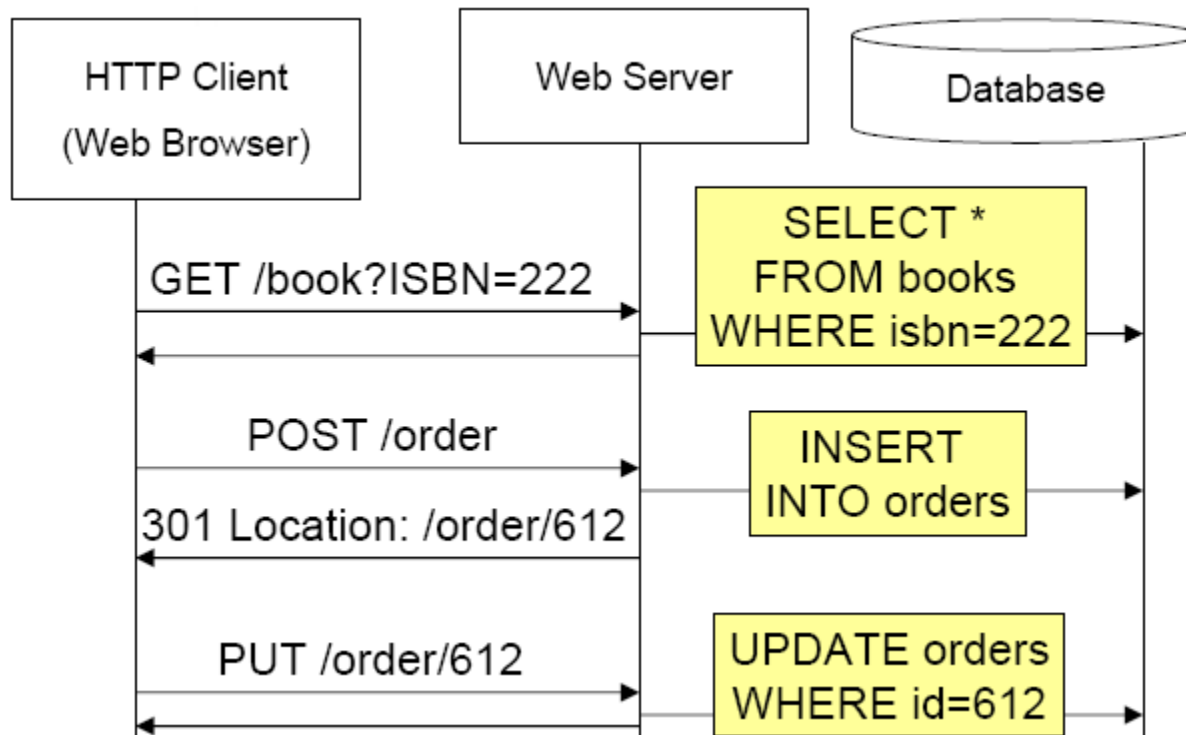 HTTP Client
(Web Browser)
Web Server
Database
GET /book?ISBN=222
SELECT *
FROM books
WHERE isbn=222
POST /order
INSERT
INTO orders
301 Location: /order/612
PUT /order/612
UPDATE orders
WHERE id=612